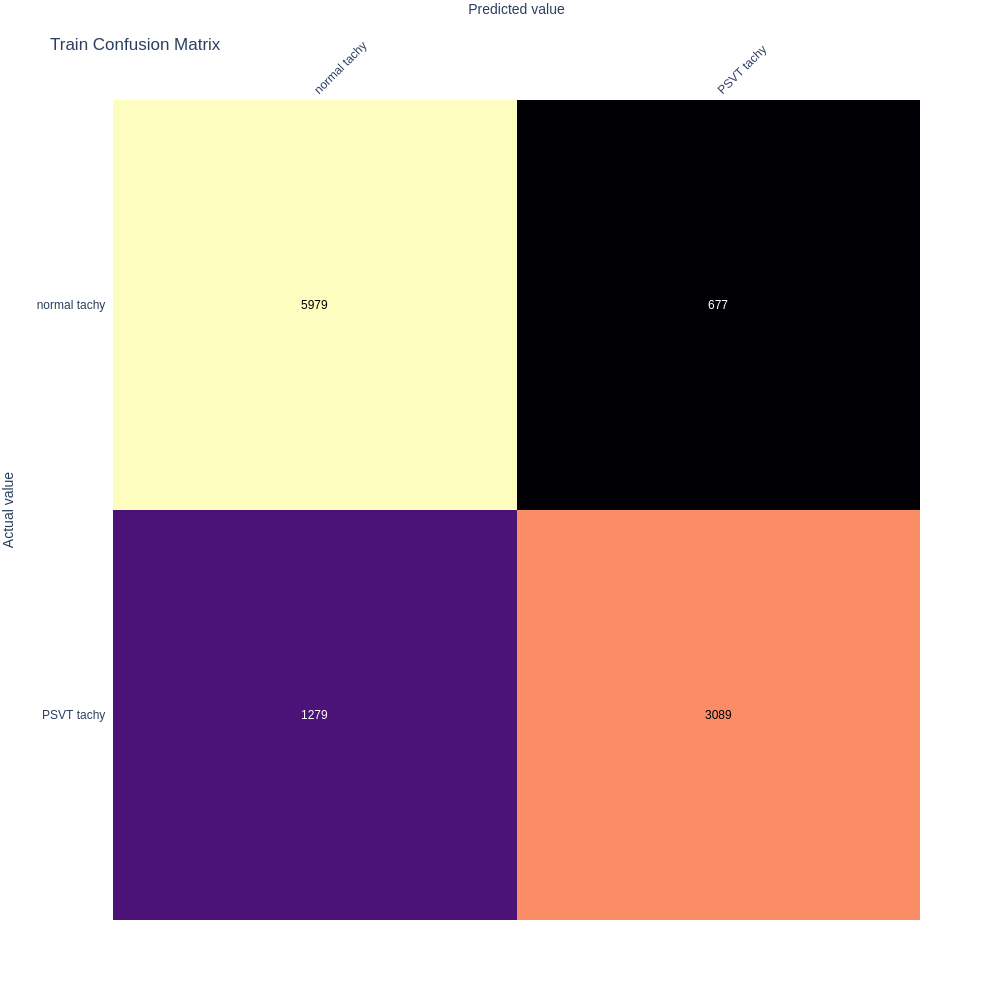 Predicted value
Train Confusion Matrix
normal tachy
PSVT tachy
normal tachy
5979
677
Actual value
PSVT tachy
1279
3089